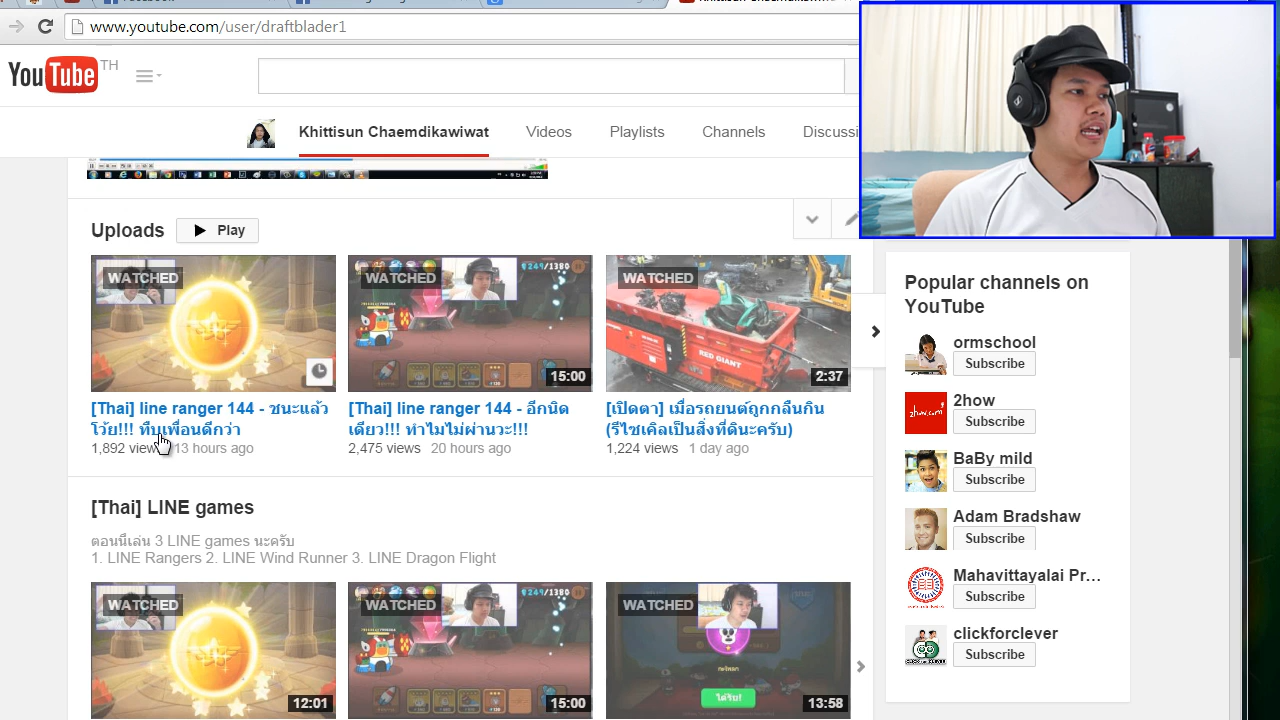 www.youtube.com/user/draftblader1
YouTube TH
Khittisun Chaemdikawiwat Videos Playlists Channels Discussi
Uploads Play
WATCHED WATCHED WATCHED
249/1380
RED GIANT
15:00 2:37
[Thai] line ranger 144 - ชนะแล้ว
โว้ย!!! ทืบเพื่อนดีกว่า
1,892 view 13 hours ago
[Thai] line ranger 144 - อีกนิด
เดียว!!! ทำไมไม่ผ่านวะ!!!
2,475 views 20 hours ago
[เปิดตา] เมื่อรถยนต์ถูกกลืนกิน
(รีไซเคิลเป็นสิ่งที่ดีนะครับ)
1,224 views 1 day ago
[Thai] LINE games
ตอนนี้เล่น 3 LINE games นะครับ
1. LINE Rangers 2. LINE Wind Runner 3. LINE Dragon Flight
WATCHED WATCHED WATCHED
249/1380
12:01 15:00 13:58
Popular channels on
YouTube
ormschool
Subscribe
2how
Subscribe
BaBy mild
Subscribe
Adam Bradshaw
Subscribe
Mahavittayalai Pr...
Subscribe
clickforclever
Subscribe